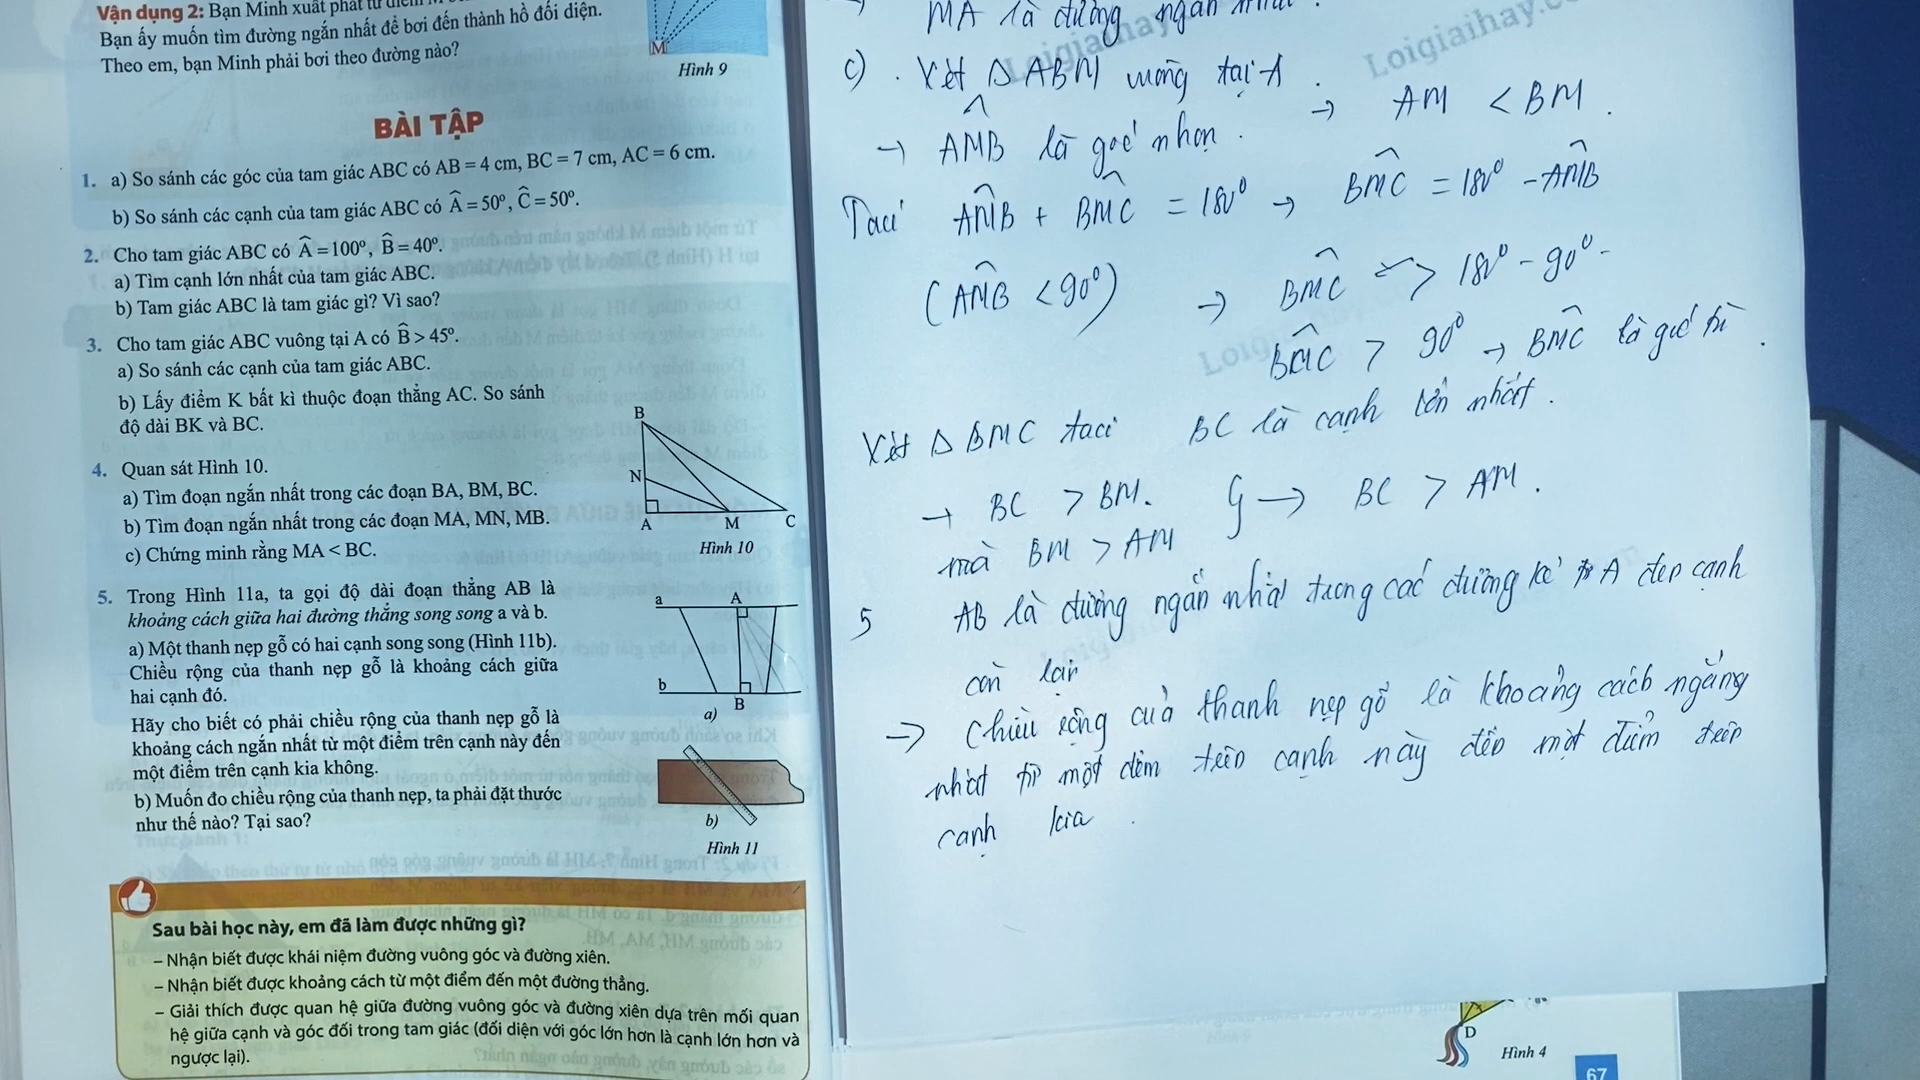 Vận dụng 2: Bạn Minh xuất phát từ điểm M
Bạn ấy muốn tìm đường ngắn nhất để bơi đến thành hồ đối diện.
Theo em, bạn Minh phải bơi theo đường nào?
M
Hình 9
BÀI TẬP
1. a) So sánh các góc của tam giác ABC có AB = 4 cm, BC = 7 cm, AC = 6 cm.
b) So sánh các cạnh của tam giác ABC có Â = 50°, Ĉ = 50°.
2. Cho tam giác ABC có Â = 100°, B̂ = 40°.
a) Tìm cạnh lớn nhất của tam giác ABC.
b) Tam giác ABC là tam giác gì? Vì sao?
3. Cho tam giác ABC vuông tại A có B̂ > 45°.
a) So sánh các cạnh của tam giác ABC.
b) Lấy điểm K bất kì thuộc đoạn thẳng AC. So sánh
độ dài BK và BC.
4. Quan sát Hình 10.
a) Tìm đoạn ngắn nhất trong các đoạn BA, BM, BC.
b) Tìm đoạn ngắn nhất trong các đoạn MA, MN, MB.
c) Chứng minh rằng MA < BC.
B
N
A M C
Hình 10
5. Trong Hình 11a, ta gọi độ dài đoạn thẳng AB là
khoảng cách giữa hai đường thẳng song song a và b.
a) Một thanh nẹp gỗ có hai cạnh song song (Hình 11b).
Chiều rộng của thanh nẹp gỗ là khoảng cách giữa
hai cạnh đó.
Hãy cho biết có phải chiều rộng của thanh nẹp gỗ là
khoảng cách ngắn nhất từ một điểm trên cạnh này đến
một điểm trên cạnh kia không.
b) Muốn đo chiều rộng của thanh nẹp, ta phải đặt thước
như thế nào? Tại sao?
a A
b B
a)
b)
Hình 11
Sau bài học này, em đã làm được những gì?
– Nhận biết được khái niệm đường vuông góc và đường xiên.
– Nhận biết được khoảng cách từ một điểm đến một đường thẳng.
– Giải thích được quan hệ giữa đường vuông góc và đường xiên dựa trên mối quan
hệ giữa cạnh và góc đối trong tam giác (đối diện với góc lớn hơn là cạnh lớn hơn và
ngược lại).
→ MA là đường ngắn nhất.
c) . Xét Δ ABM vuông tại A .
→ AMB là góc nhọn . → AM < BM .
Taci AMB + BMC = 180° → BMC = 180° - AMB
(AMB < 90°) → BMC > 180° - 90° -
BMC > 90° → BMC là góc tù .
Xét Δ BMC taci BC là cạnh lớn nhất .
→ BC > BM.
mà BM > AM → BC > AM .
5 AB là đường ngắn nhất trong các đường kẻ từ A đến cạnh
còn lại
→ Chiều rộng của thanh nẹp gỗ là khoảng cách ngắng
nhất từ một điểm trên cạnh này đến một điểm trên
cạnh kia .
Loigiaihay
Loigiaihay.c
D
Hình 4
67